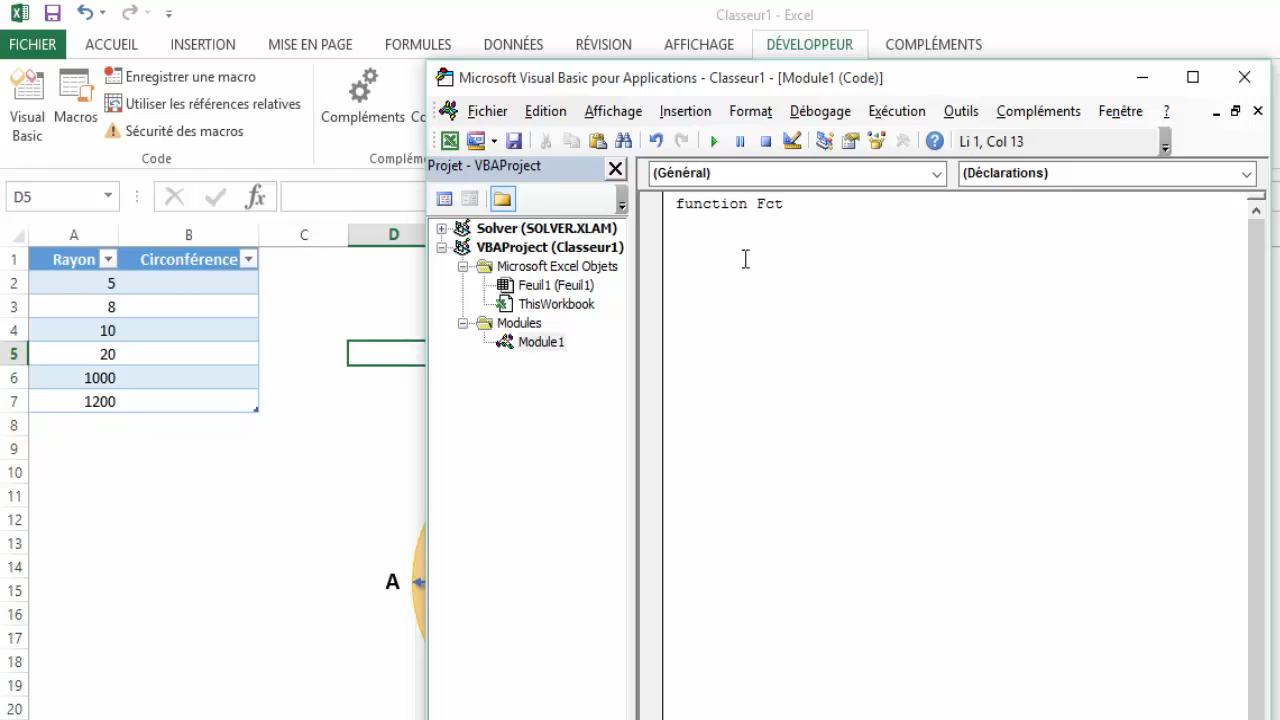 Classeur1 - Excel
FICHIER ACCUEIL INSERTION MISE EN PAGE FORMULES DONNÉES RÉVISION AFFICHAGE DÉVELOPPEUR COMPLÉMENTS
Visual Basic
Macros
Enregistrer une macro
Utiliser les références relatives
Sécurité des macros
Code
Compléments
Complém
D5
fx
A B C D
1 Rayon Circonférence
2 5
3 8
4 10
5 20
6 1000
7 1200
8
9
10
11
12
13
14
15
16
17
18
19
20
A
Microsoft Visual Basic pour Applications - Classeur1 - [Module1 (Code)]
Fichier Edition Affichage Insertion Format Débogage Exécution Outils Compléments Fenêtre ?
Li 1, Col 13
Projet - VBAProject
Solver (SOLVER.XLAM)
VBAProject (Classeur1)
Microsoft Excel Objets
Feuil1 (Feuil1)
ThisWorkbook
Modules
Module1
(Général) (Déclarations)
function Fct